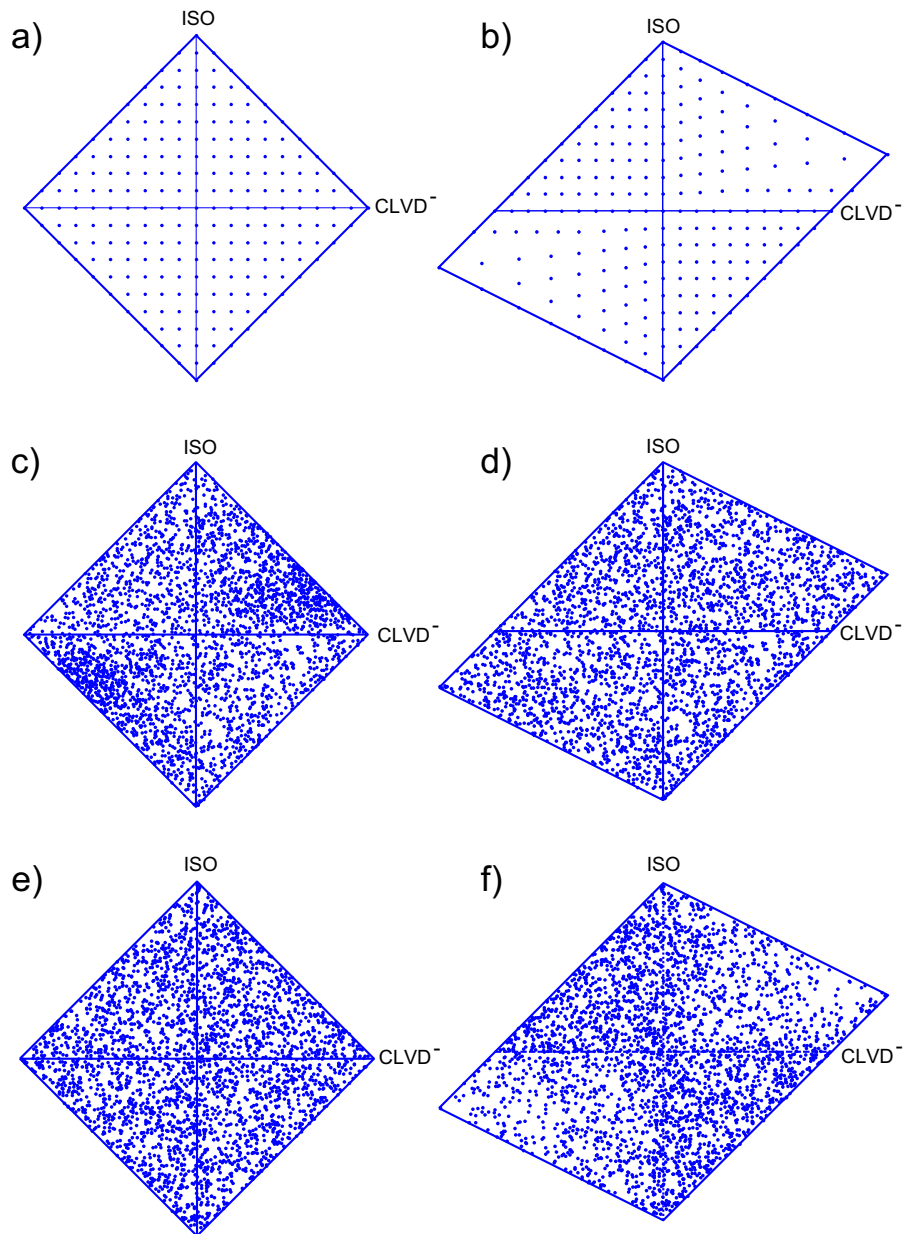 a)
ISO
CLVD-
b)
ISO
CLVD-
c)
ISO
CLVD-
d)
ISO
CLVD-
e)
ISO
CLVD-
f)
ISO
CLVD-